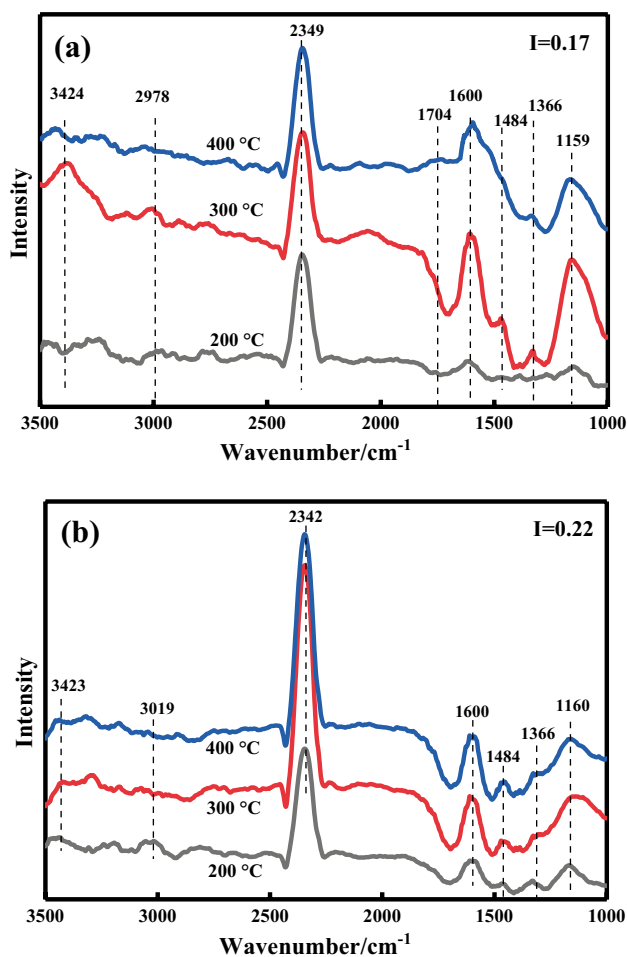 (a)
I=0.17
2349
3424
2978
1704
1600
1484
1366
1159
400 °C
300 °C
200 °C
Intensity
3500
3000
2500
2000
1500
1000
Wavenumber/cm⁻¹
(b)
I=0.22
2342
3423
3019
1600
1484
1366
1160
400 °C
300 °C
200 °C
Intensity
3500
3000
2500
2000
1500
1000
Wavenumber/cm⁻¹